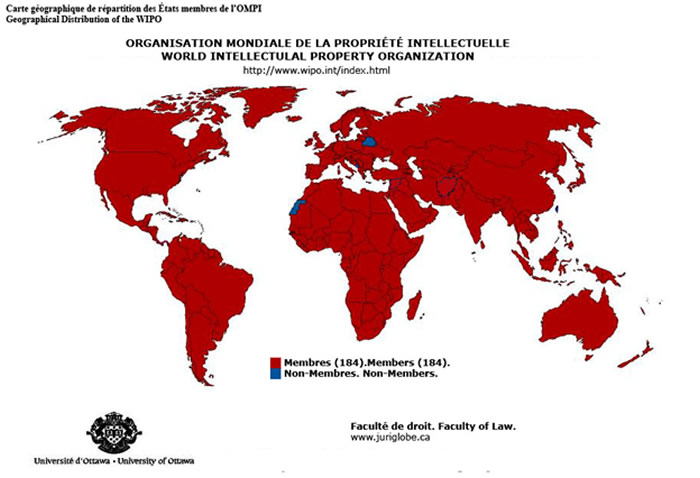 Carte géographique de répartition des États membres de l'OMPI
Geographical Distribution of the WIPO
ORGANISATION MONDIALE DE LA PROPRIÉTÉ INTELLECTUELLE
WORLD INTELLECTULAL PROPERTY ORGANIZATION
http://www.wipo.int/index.html
Membres (184).Members (184).
Non-Membres. Non-Members.
Faculté de droit. Faculty of Law.
www.juriglobe.ca
Université d'Ottawa · University of Ottawa